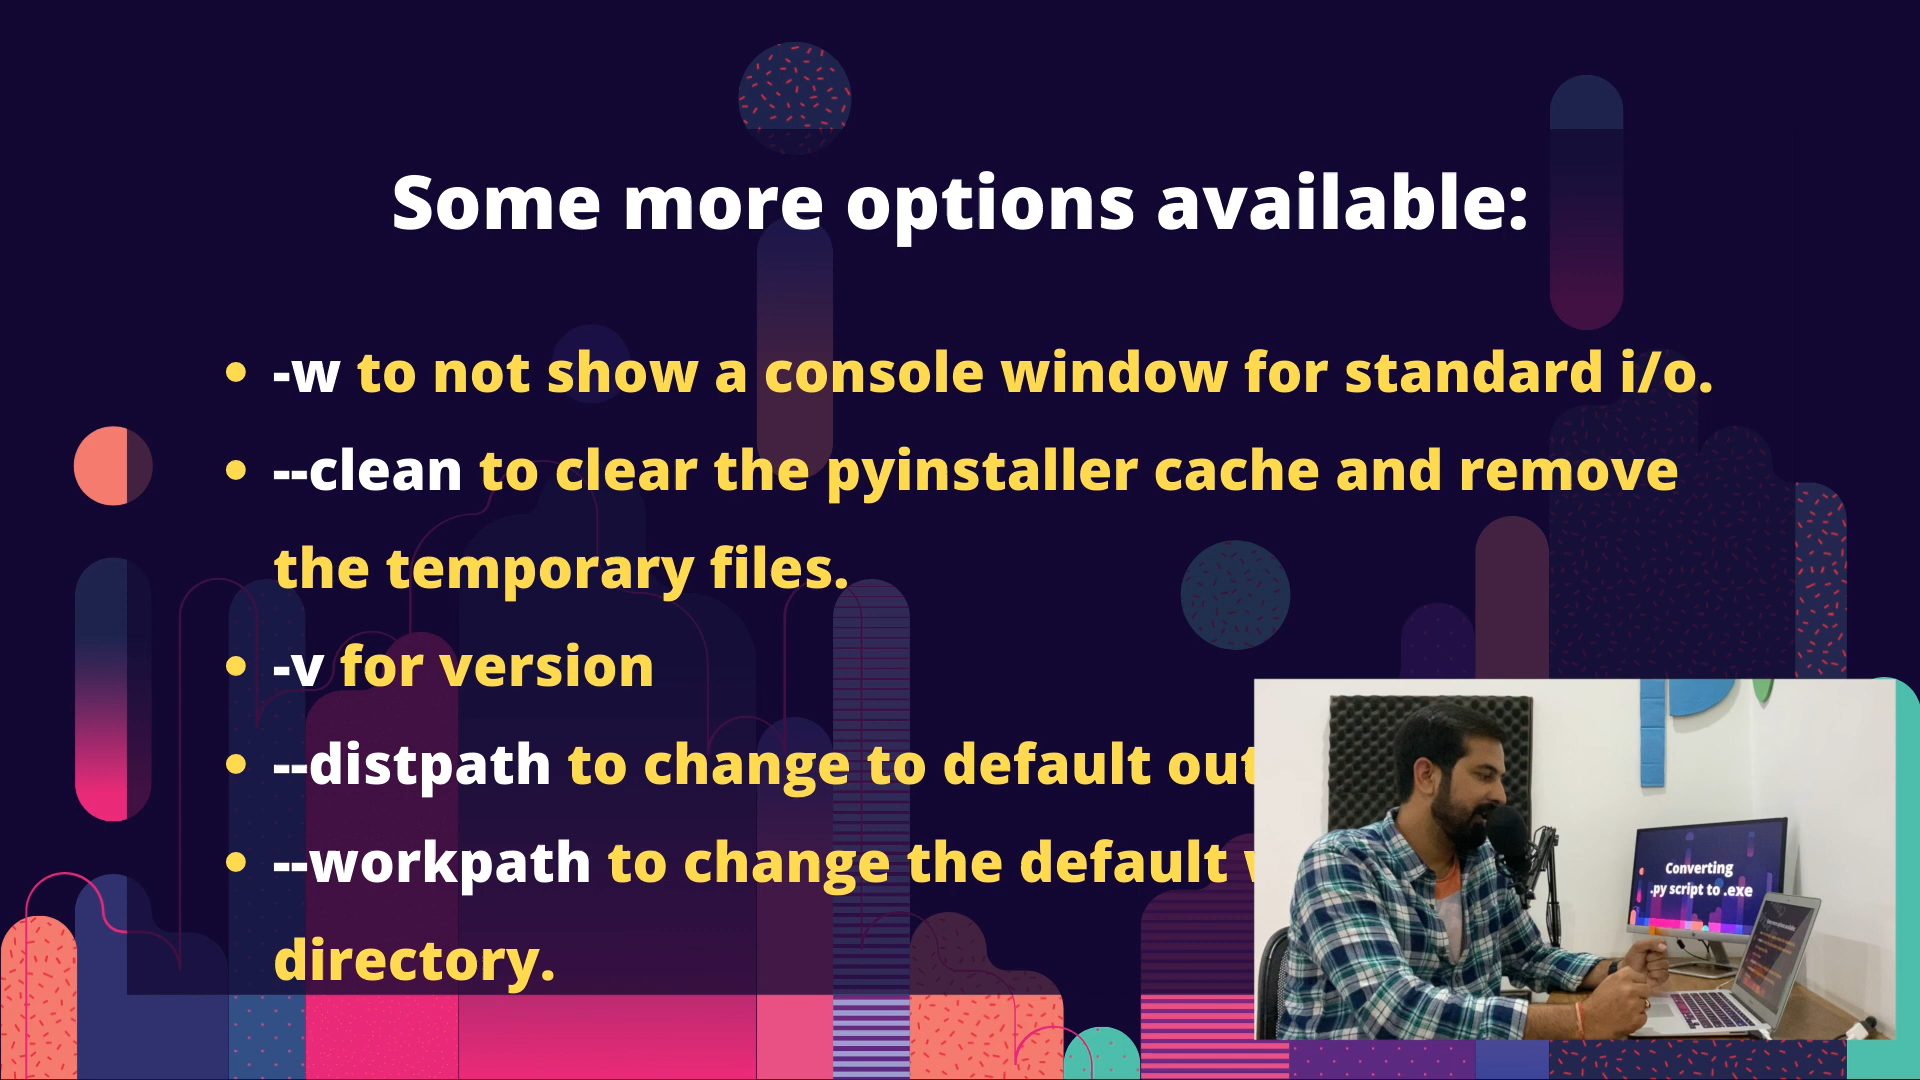 Some more options available:
-w to not show a console window for standard i/o.
--clean to clear the pyinstaller cache and remove
the temporary files.
-v for version
--distpath to change to default out
--workpath to change the default
directory.
Converting
.py script to .exe